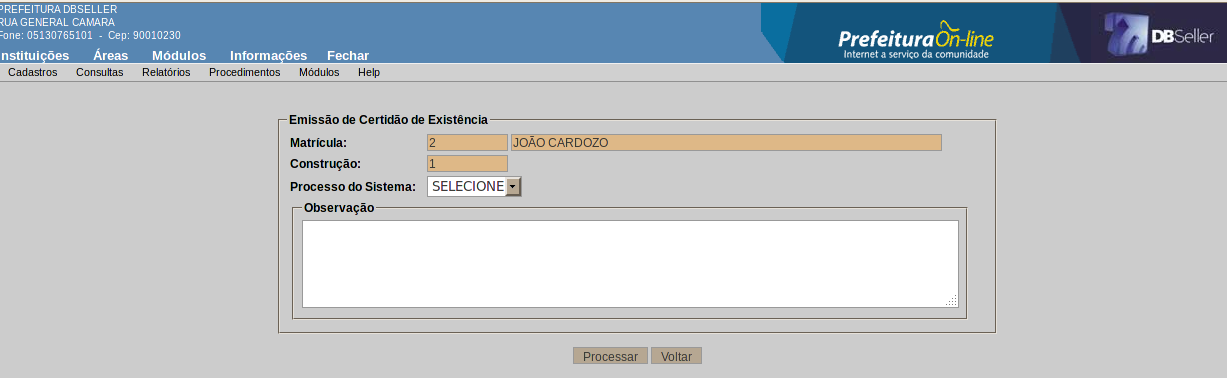 PREFEITURA DBSELLER
RUA GENERAL CAMARA
Fone: 05130765101 - Cep: 90010230
nstituições Áreas Módulos Informações Fechar
PrefeituraOn-line
Internet a serviço da comunidade
DBSeller
Cadastros Consultas Relatórios Procedimentos Módulos Help
Emissão de Certidão de Existência
Matrícula: 2 JOÃO CARDOZO
Construção: 1
Processo do Sistema: SELECIONE
Observação
Processar Voltar